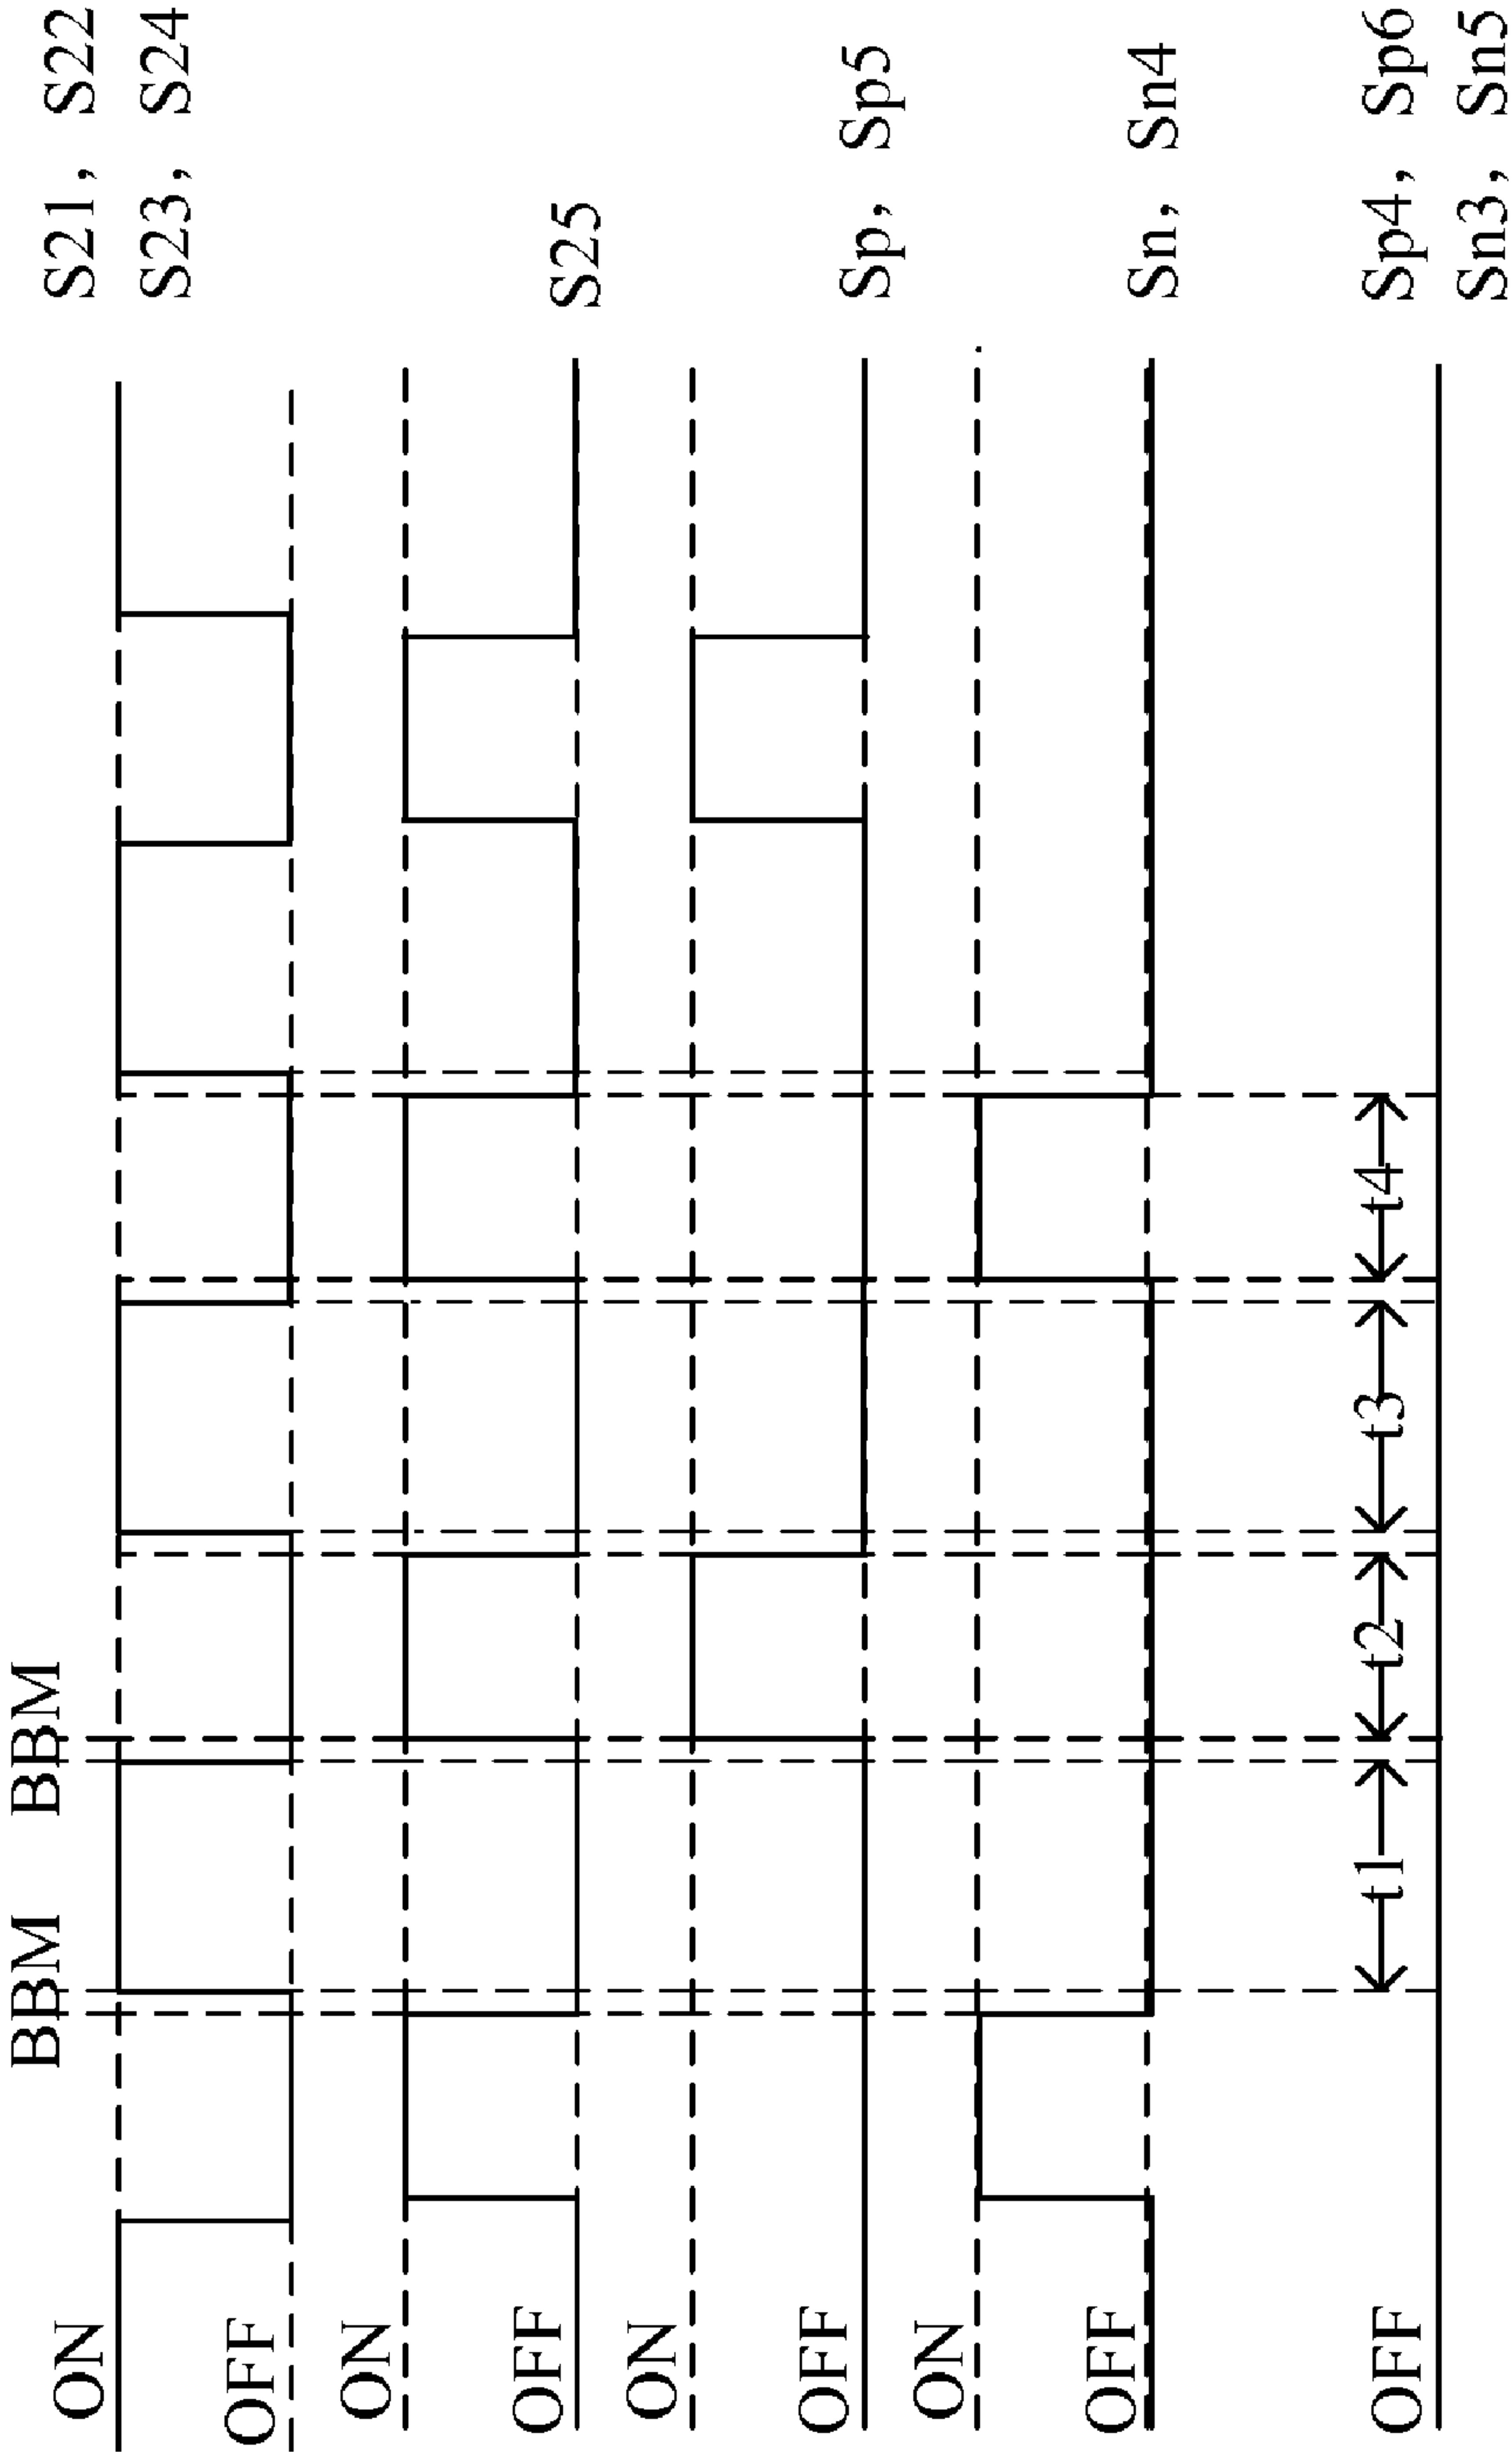 BBM BBM
ON
S21, S22
OFF
S23, S24
ON
OFF
S25
ON
OFF
Sp, Sp5
ON
OFF
Sn, Sn4
t1 t2 t3 t4
OFF
Sp4, Sp6
Sn3, Sn5